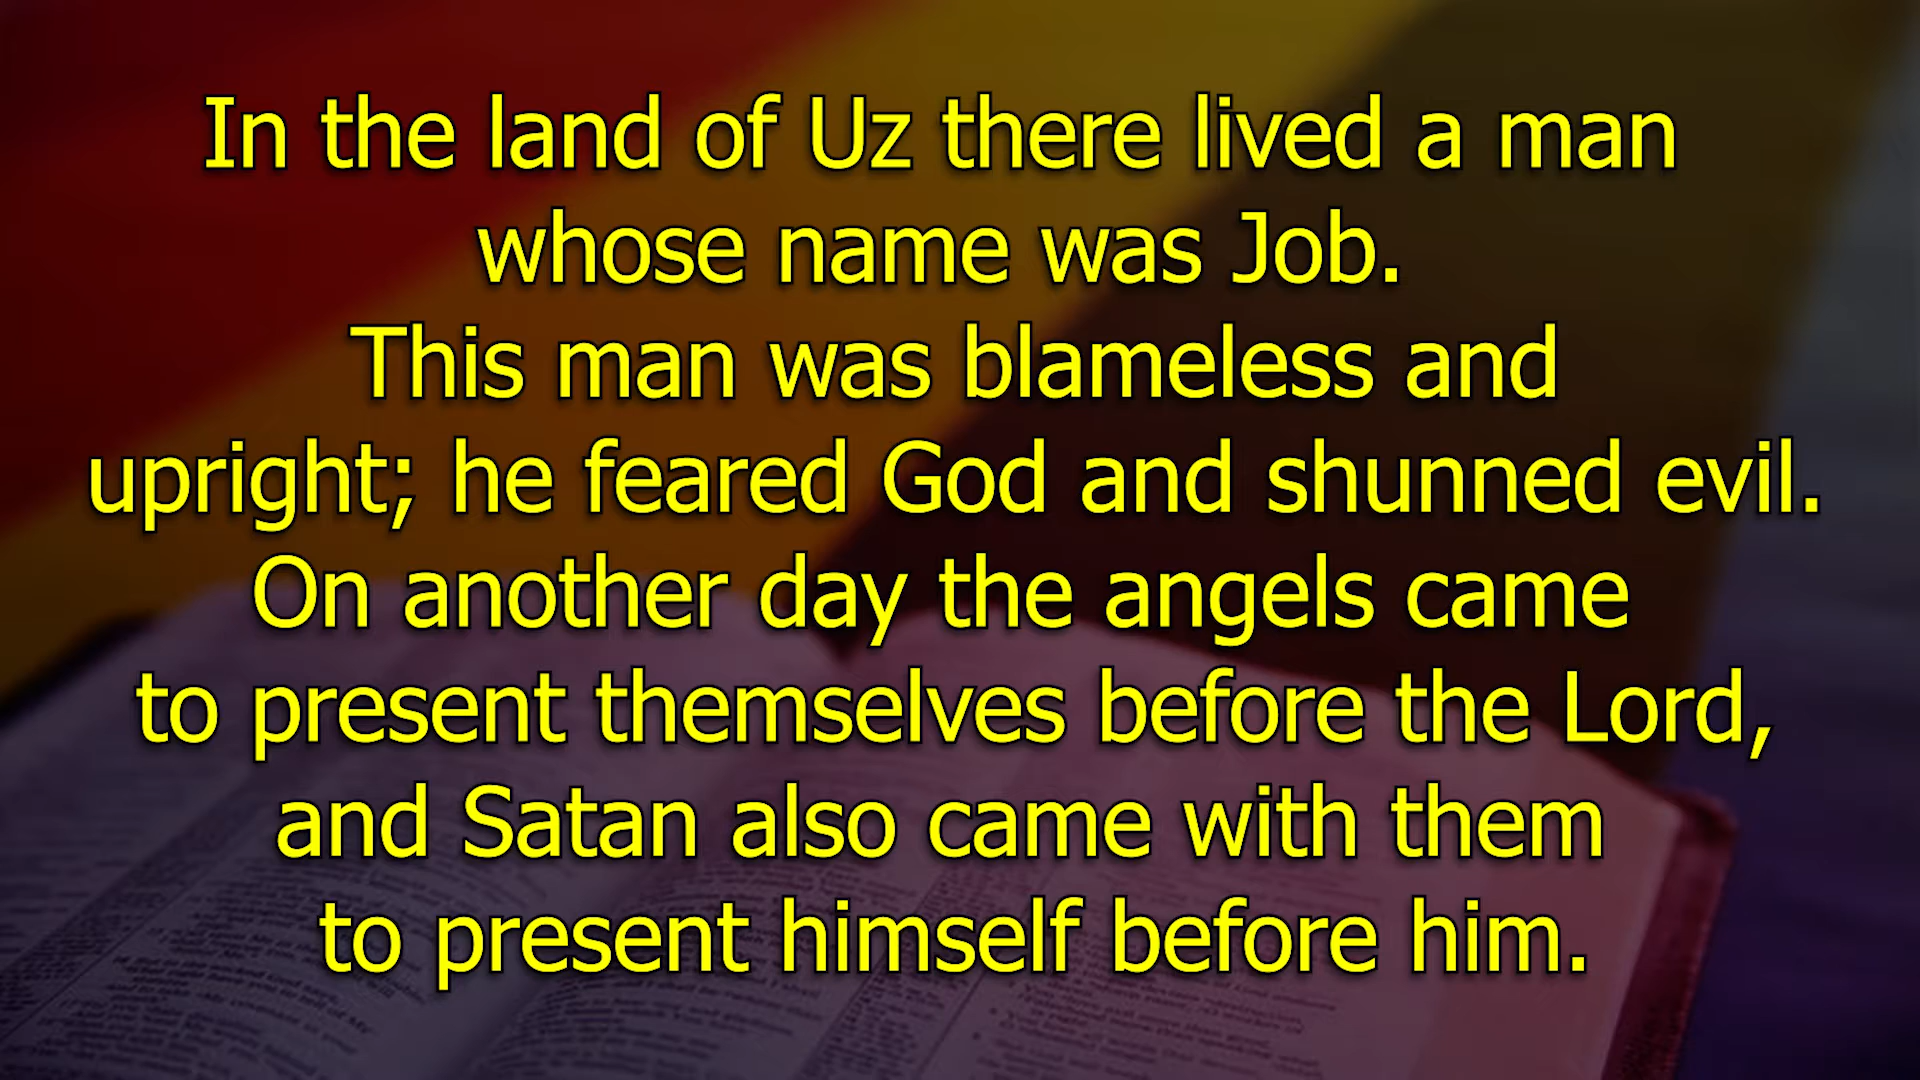 In the land of Uz there lived a man
whose name was Job.
This man was blameless and
upright; he feared God and shunned evil.
On another day the angels came
to present themselves before the Lord,
and Satan also came with them
to present himself before him.